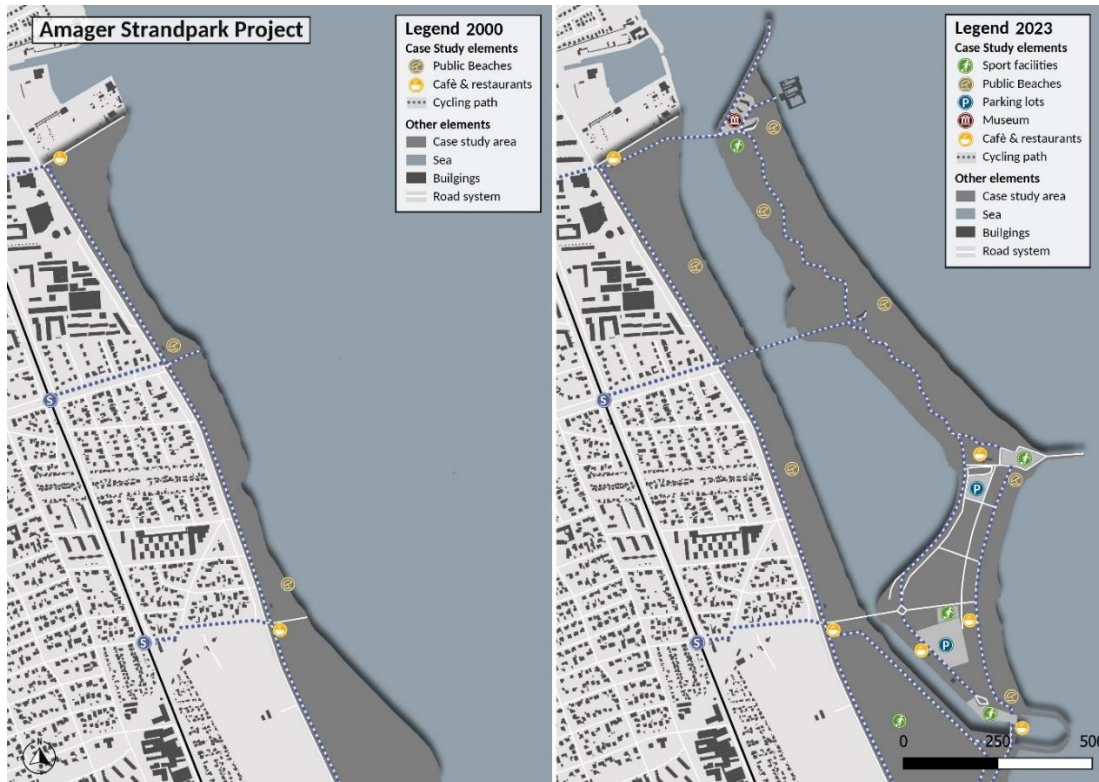 Amager Strandpark Project
Legend 2000
Case Study elements
Public Beaches
Cafè & restaurants
Cycling path
Other elements
Case study area
Sea
Builgings
Road system
S
S
Legend 2023
Case Study elements
Sport facilities
Public Beaches
P Parking lots
Museum
Cafè & restaurants
Cycling path
Other elements
Case study area
Sea
Builgings
Road system
S
P
S
P
0 250 500